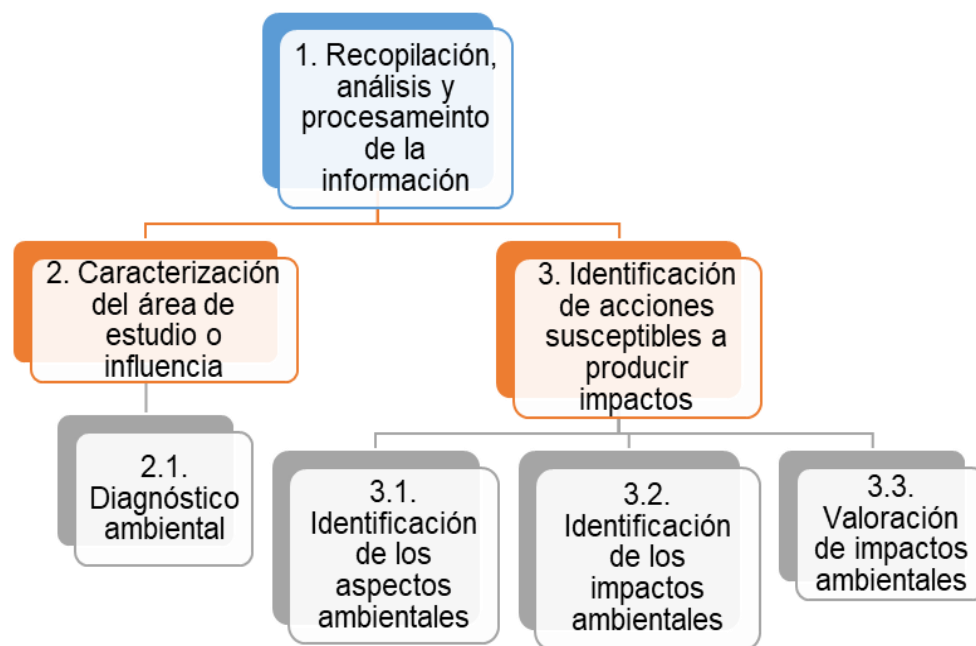 1. Recopilación,
análisis y
procesameinto
de la
información
2. Caracterización
del área de
estudio o
influencia
3. Identificación
de acciones
susceptibles a
producir
impactos
2.1.
Diagnóstico
ambiental
3.1.
Identificación
de los
aspectos
ambientales
3.2.
Identificación
de los
impactos
ambientales
3.3.
Valoración
de impactos
ambientales